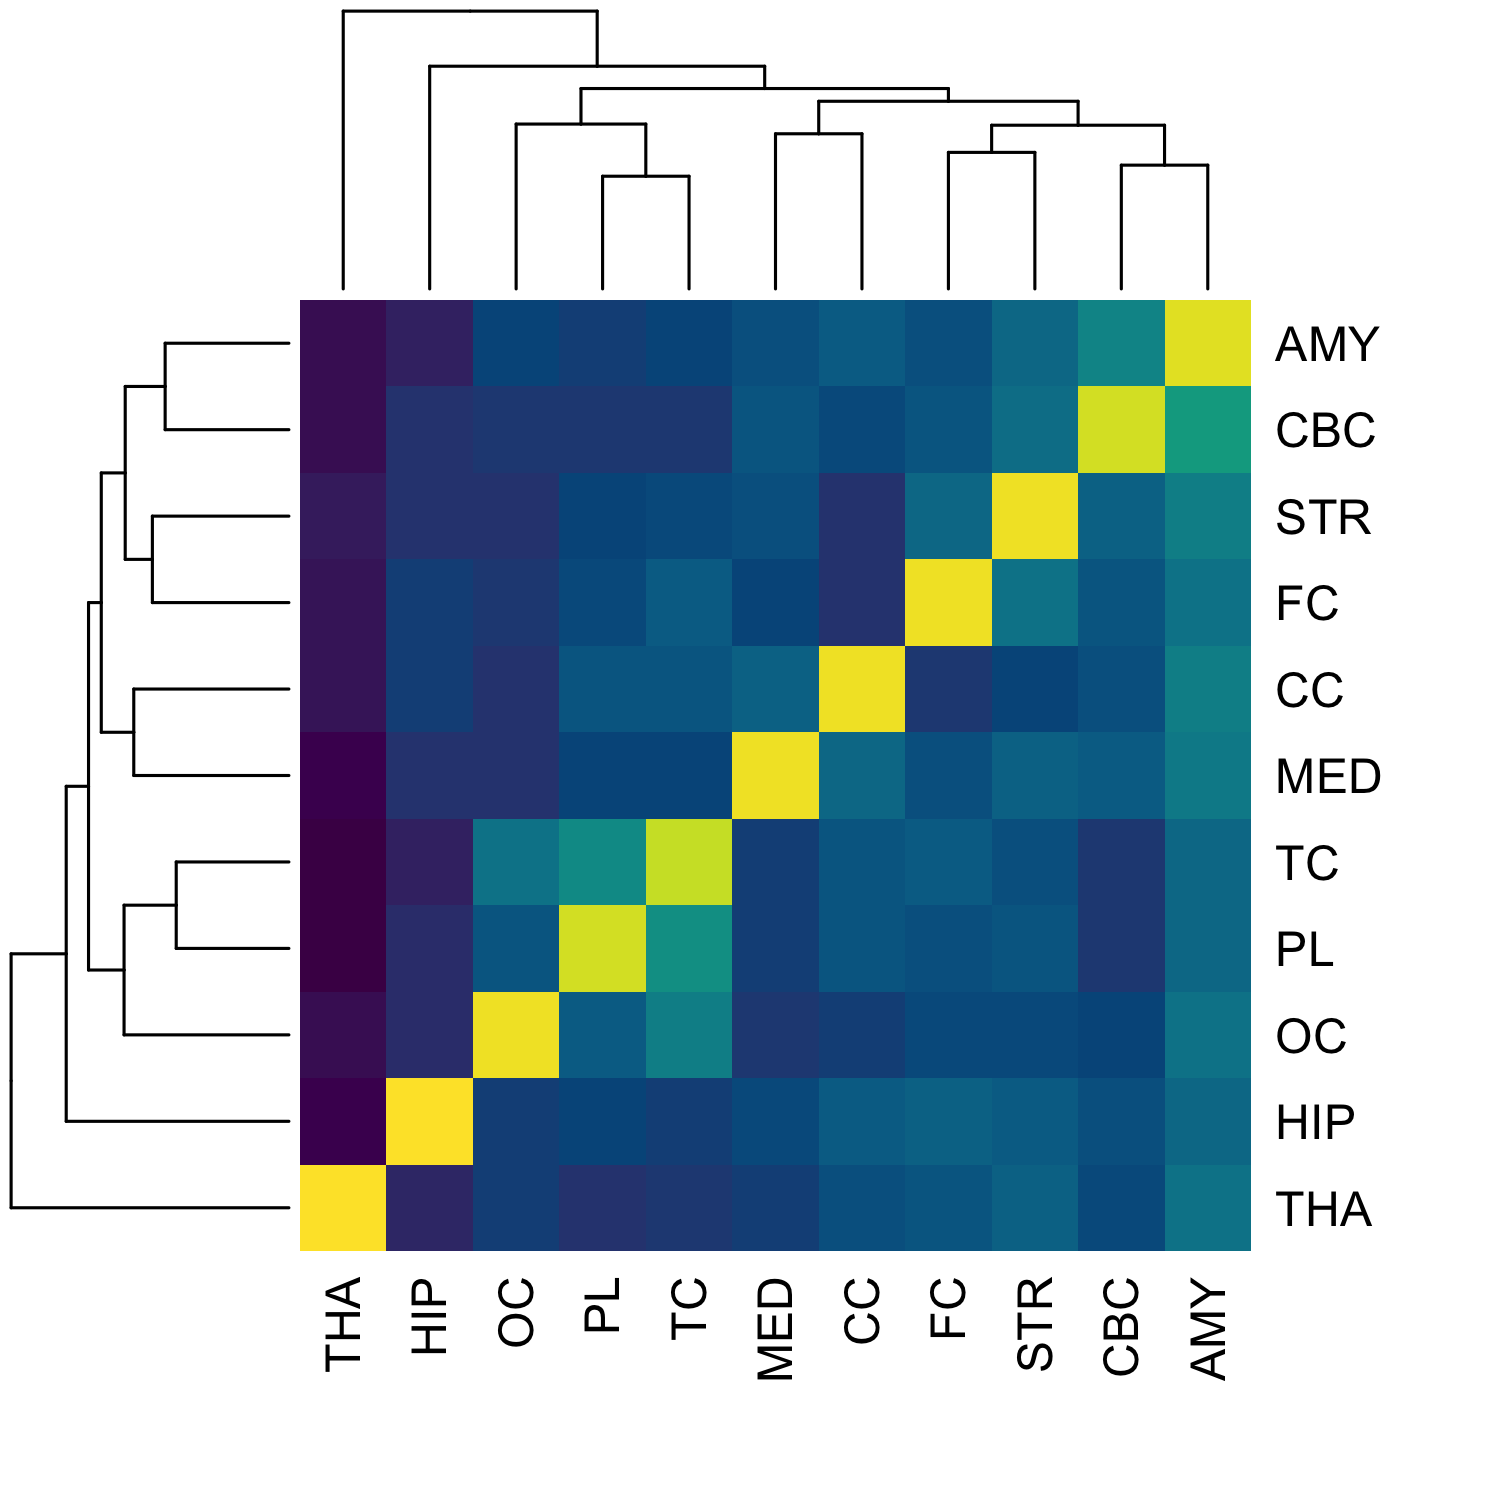 AMY
CBC
STR
FC
CC
MED
TC
PL
OC
HIP
THA
THA HIP OC PL TC MED CC FC STR CBC AMY